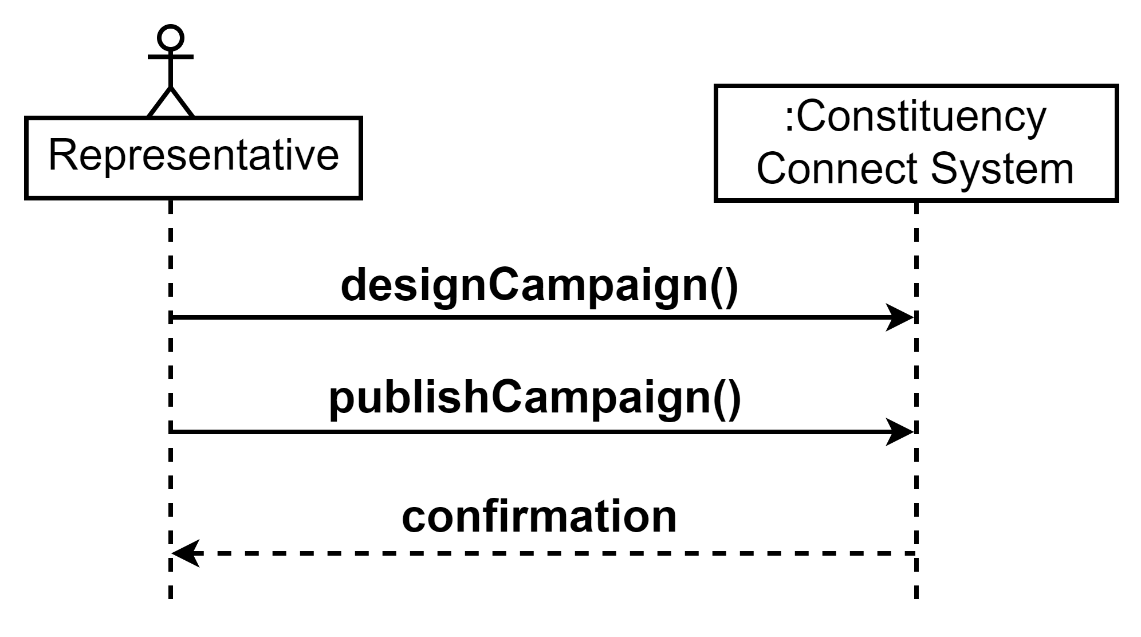 Representative
:Constituency
Connect System
designCampaign()
publishCampaign()
confirmation